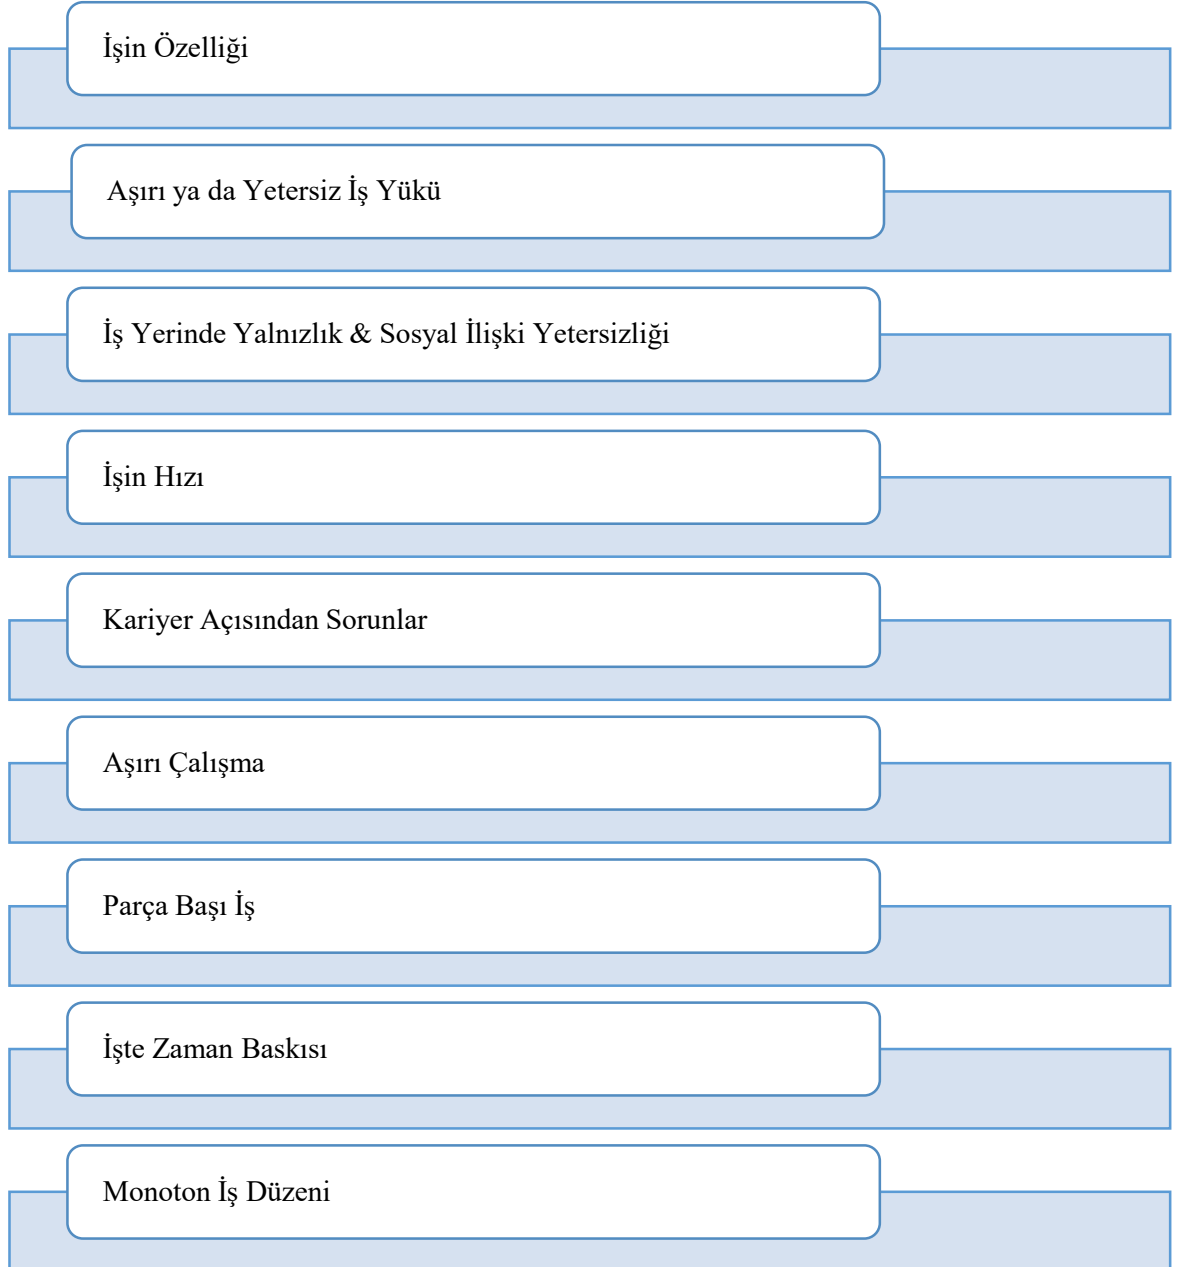 İşin Özelliği
Aşırı ya da Yetersiz İş Yükü
İş Yerinde Yalnızlık & Sosyal İlişki Yetersizliği
İşin Hızı
Kariyer Açısından Sorunlar
Aşırı Çalışma
Parça Başı İş
İşte Zaman Baskısı
Monoton İş Düzeni